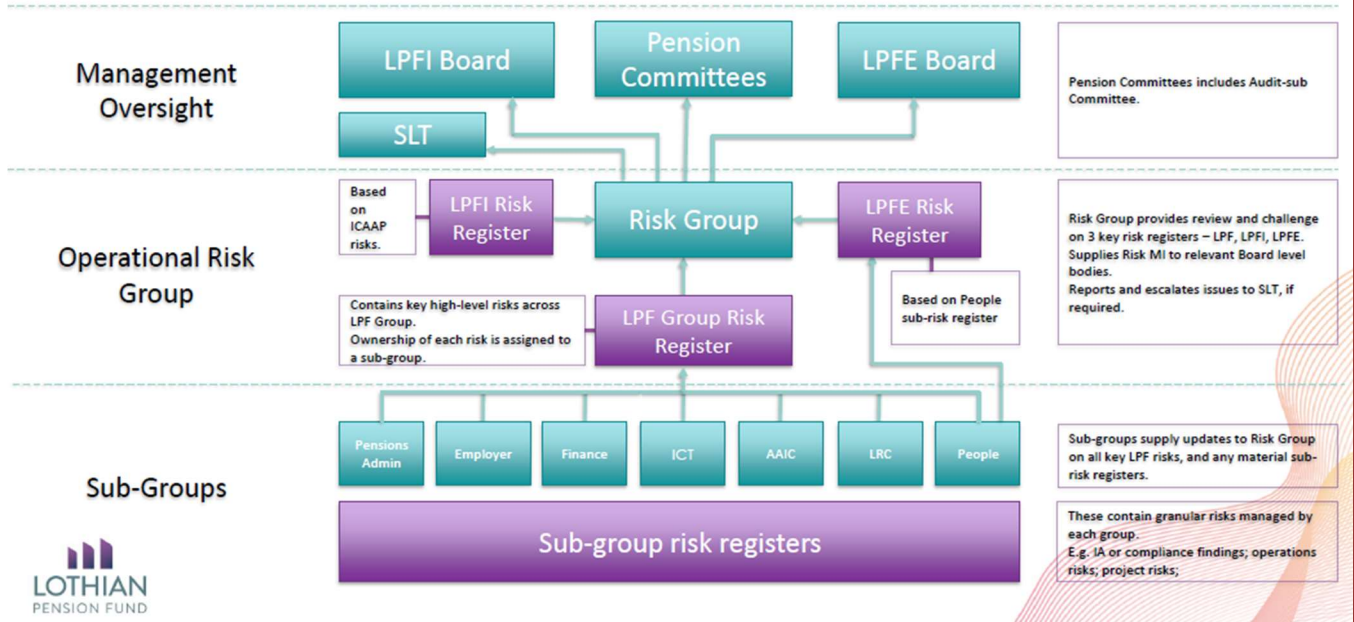 Management
Oversight
LPFI Board
Pension
Committees
LPFE Board
SLT
Pension Committees includes Audit-sub
Committee.
Operational Risk
Group
Based
on
ICAAP
risks.
LPFI Risk
Register
Risk Group
LPFE Risk
Register
Risk Group provides review and challenge
on 3 key risk registers – LPF, LPFI, LPFE.
Supplies Risk MI to relevant Board level
bodies.
Reports and escalates issues to SLT, if
required.
Contains key high-level risks across
LPF Group.
Ownership of each risk is assigned to
a sub-group.
LPF Group Risk
Register
Based on People
sub-risk register
Sub-Groups
Pensions
Admin
Employer
Finance
ICT
AAIC
LRC
People
Sub-groups supply updates to Risk Group
on all key LPF risks, and any material sub-
risk registers.
Sub-group risk registers
These contain granular risks managed by
each group.
E.g. IA or compliance findings; operations
risks; project risks;
LOTHIAN
PENSION FUND